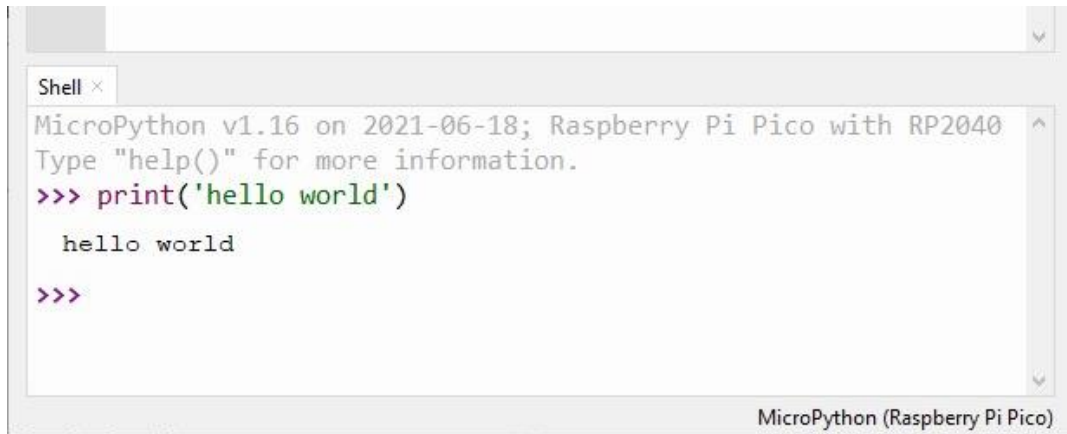 Shell ×
MicroPython v1.16 on 2021-06-18; Raspberry Pi Pico with RP2040
Type "help()" for more information.
>>> print('hello world')
hello world
>>>
MicroPython (Raspberry Pi Pico)